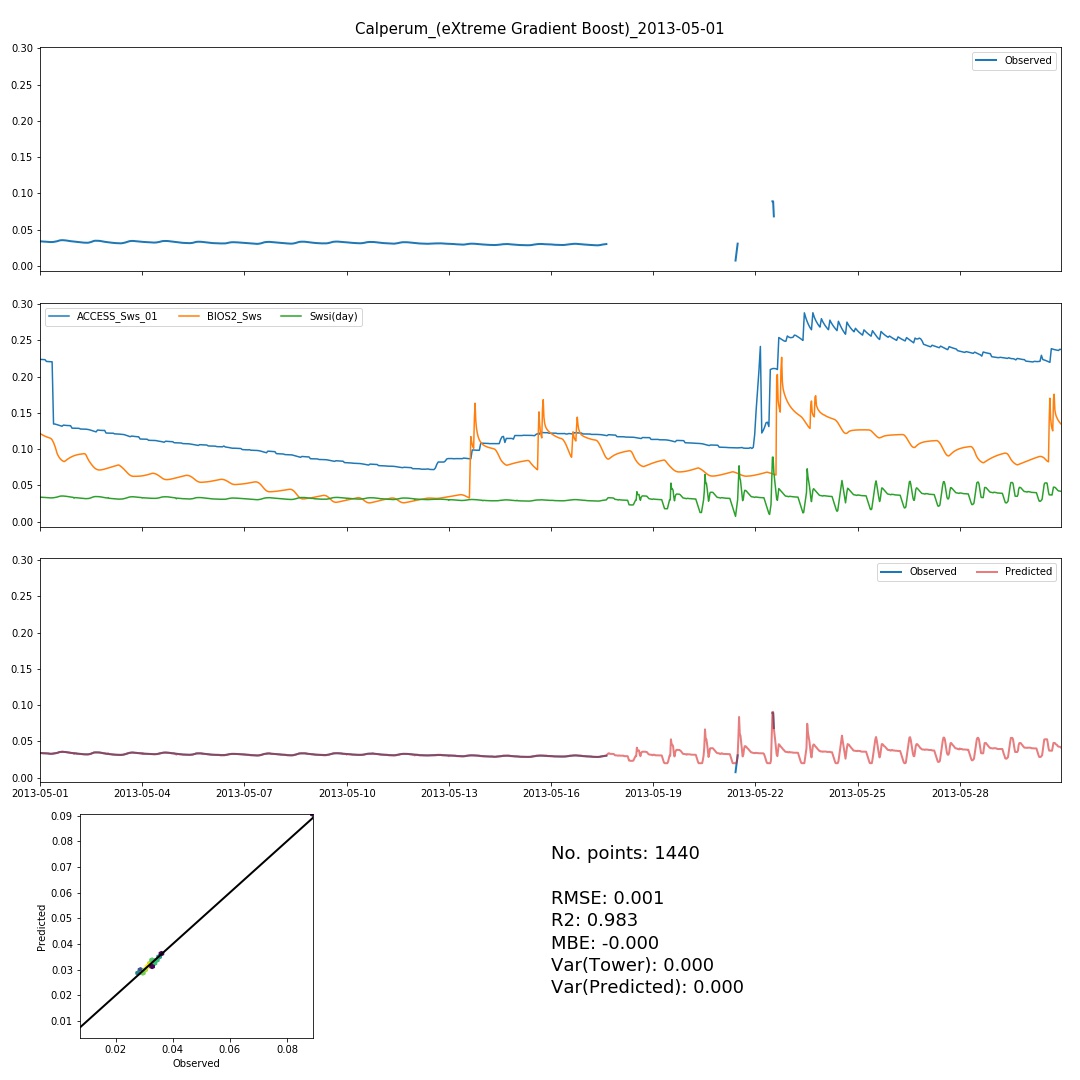 Calperum_(eXtreme Gradient Boost)_2013-05-01
0.30
Observed
0.25
0.20
0.15
0.10
0.05
0.00
0.30
ACCESS_Sws_01 BIOS2_Sws Swsi(day)
0.25
0.20
0.15
0.10
0.05
0.00
0.30
Observed Predicted
0.25
0.20
0.15
0.10
0.05
0.00
2013-05-01 2013-05-04 2013-05-07 2013-05-10 2013-05-13 2013-05-16 2013-05-19 2013-05-22 2013-05-25 2013-05-28
0.09
0.08
0.07
0.06
0.05
0.04
0.03
0.02
0.01
Predicted
0.02 0.04 0.06 0.08
Observed
No. points: 1440
RMSE: 0.001
R2: 0.983
MBE: -0.000
Var(Tower): 0.000
Var(Predicted): 0.000